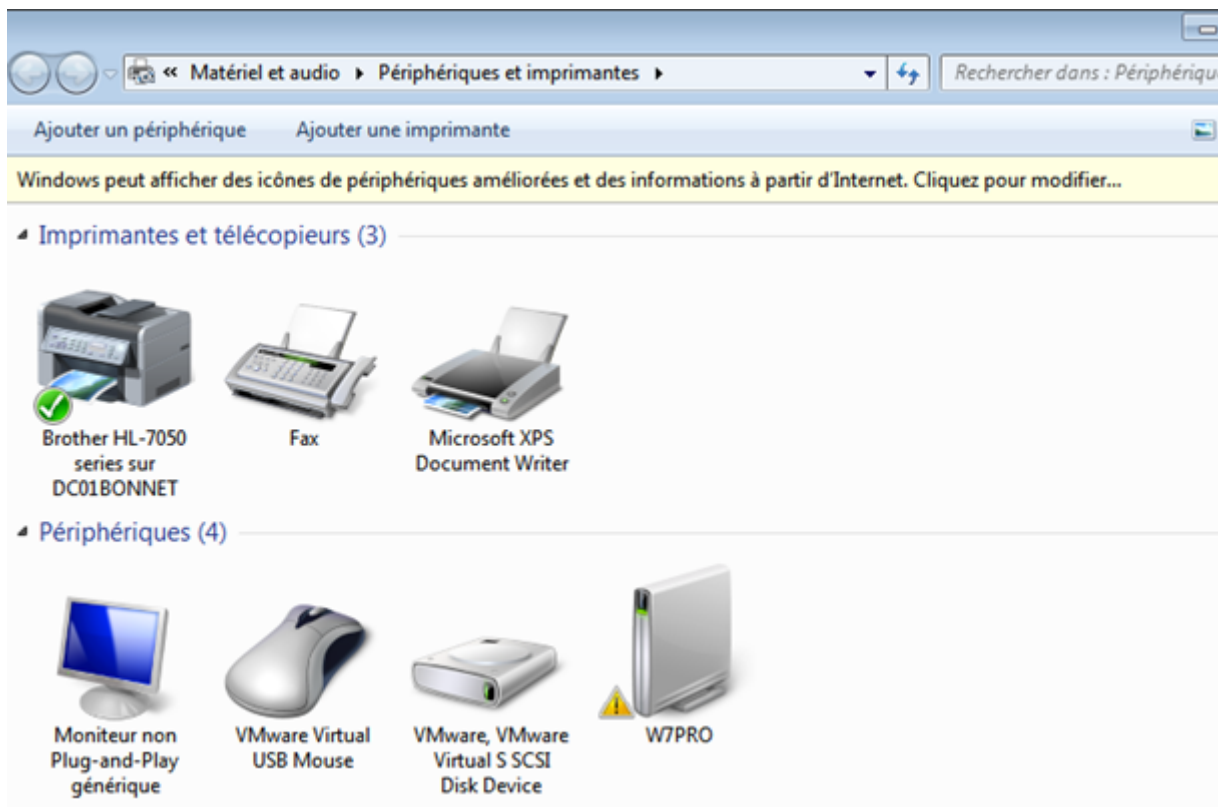 « Matériel et audio ▸ Périphériques et imprimantes ▸
Rechercher dans : Périphérique
Ajouter un périphérique Ajouter une imprimante
Windows peut afficher des icônes de périphériques améliorées et des informations à partir d'Internet. Cliquez pour modifier...
Imprimantes et télécopieurs (3)
Brother HL-7050
series sur
DC01BONNET
Fax
Microsoft XPS
Document Writer
Périphériques (4)
Moniteur non
Plug-and-Play
générique
VMware Virtual
USB Mouse
VMware, VMware
Virtual S SCSI
Disk Device
W7PRO